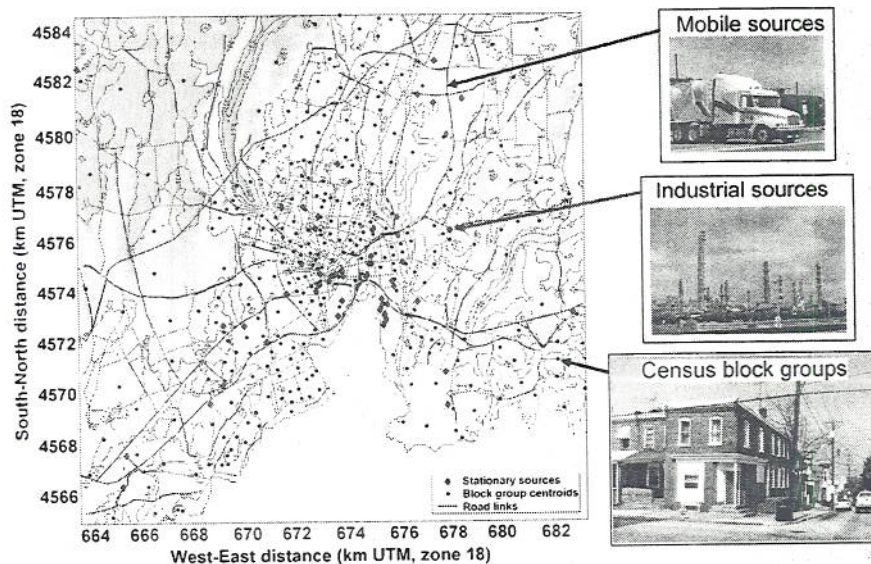 4584
4582
4580
4578
4576
4574
4572
4570
4568
4566
South-North distance (km UTM, zone 18)
664 666 668 670 672 674 676 678 680 682
West-East distance (km UTM, zone 18)
Stationary sources
Block group centroids
Road links
Mobile sources
Industrial sources
Census block groups